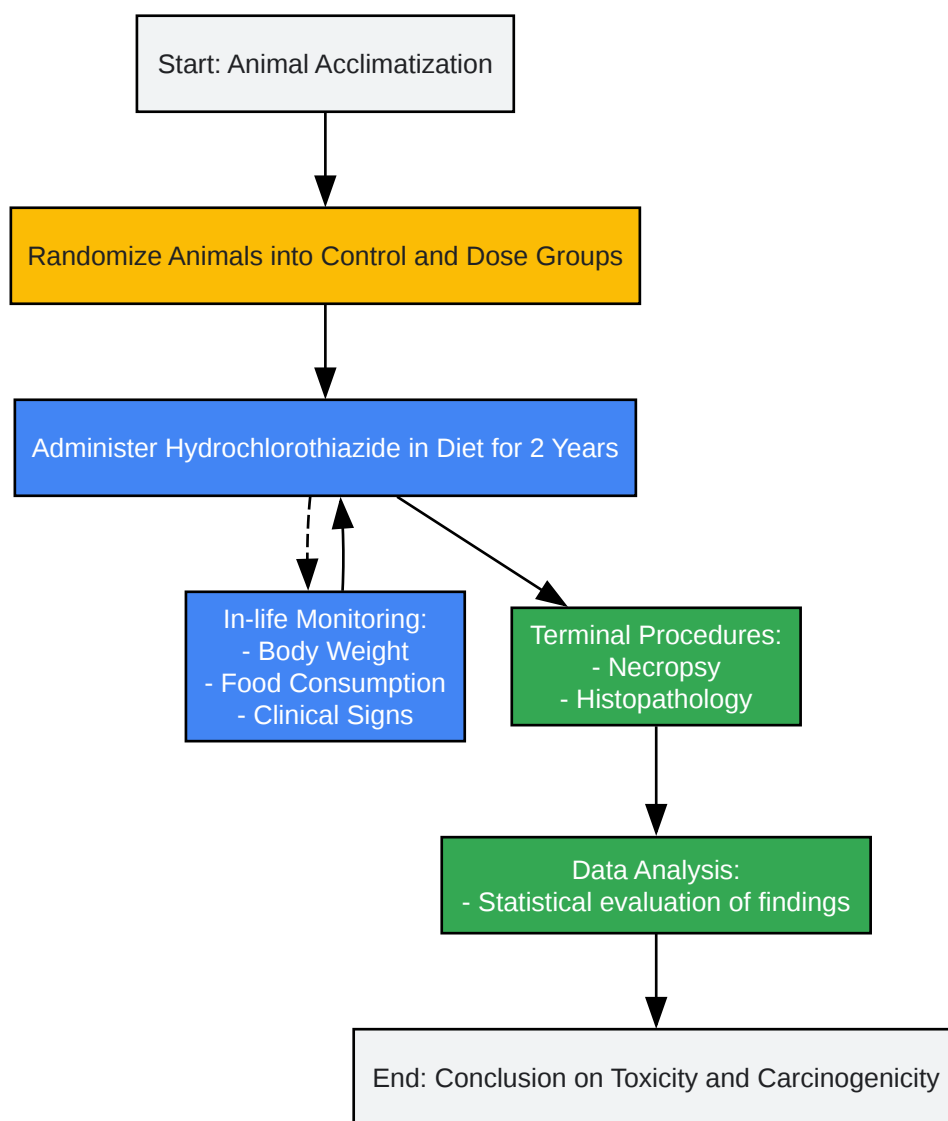 Start: Animal Acclimatization
Randomize Animals into Control and Dose Groups
Administer Hydrochlorothiazide in Diet for 2 Years
In-life Monitoring:
- Body Weight
- Food Consumption
- Clinical Signs
Terminal Procedures:
- Necropsy
- Histopathology
Data Analysis:
- Statistical evaluation of findings
End: Conclusion on Toxicity and Carcinogenicity